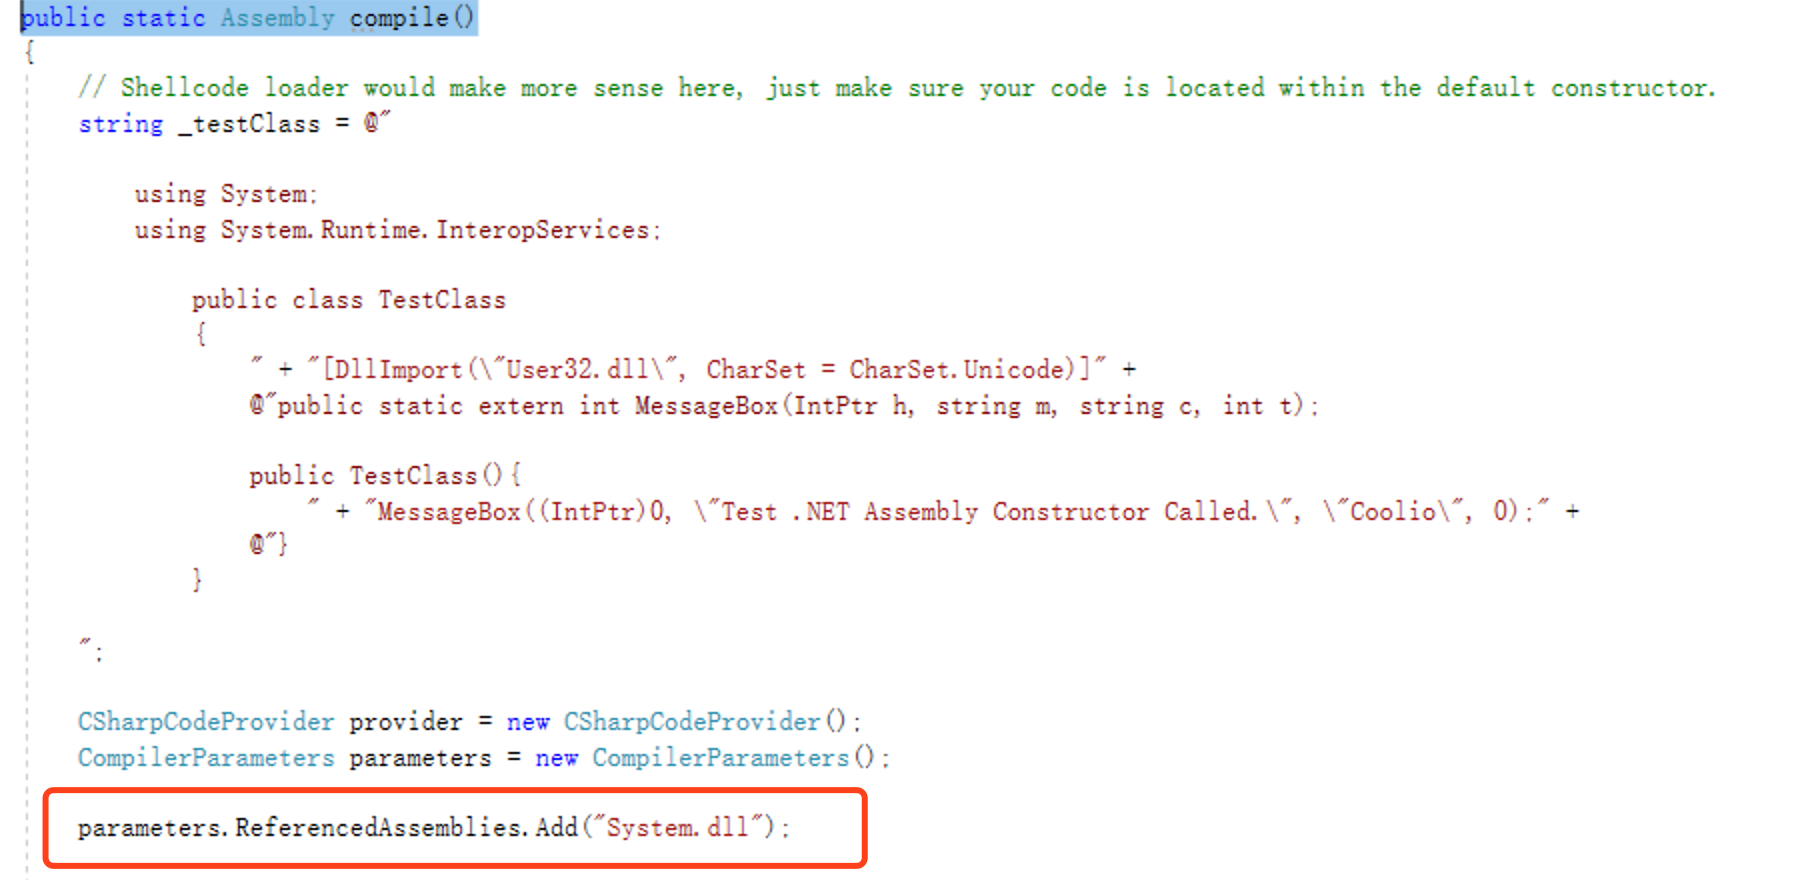 public static Assembly compile()
{
// Shellcode loader would make more sense here, just make sure your code is located within the default constructor.
string _testClass = @"
using System;
using System.Runtime.InteropServices;
public class TestClass
{
" + "[DllImport(\"User32.dll\", CharSet = CharSet.Unicode)]" +
@"public static extern int MessageBox(IntPtr h, string m, string c, int t);
public TestClass(){
" + "MessageBox((IntPtr)0, \"Test .NET Assembly Constructor Called.\", \"Coolio\", 0);" +
@"}
}
";
CSharpCodeProvider provider = new CSharpCodeProvider();
CompilerParameters parameters = new CompilerParameters();
parameters.ReferencedAssemblies.Add("System.dll");